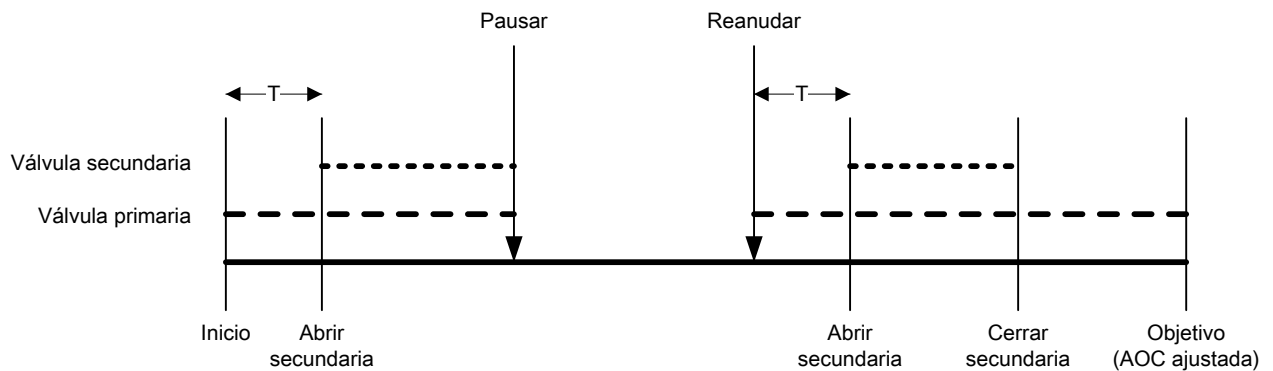 Pausar
Reanudar
T
T
Válvula secundaria
Válvula primaria
Inicio
Abrir
secundaria
Abrir
secundaria
Cerrar
secundaria
Objetivo
(AOC ajustada)